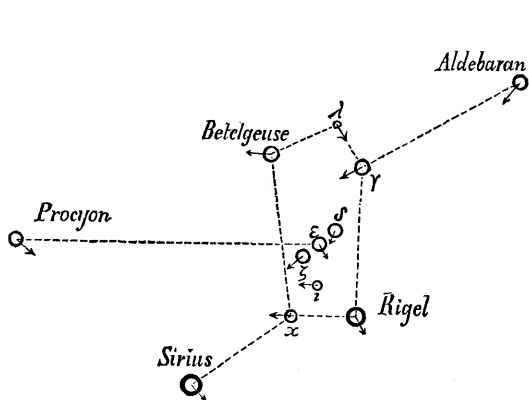 Aldebaran
λ
Betelgeuse
γ
Procyon
δ
ε
ζ
ι
Rigel
x
Sirius